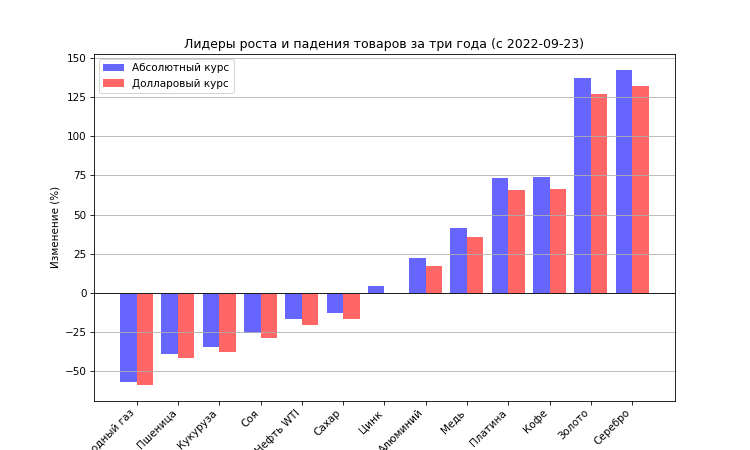 Лидеры роста и падения товаров за три года (с 2022-09-23)
Абсолютный курс
Долларовый курс
Изменение (%)
150
125
100
75
50
25
0
−25
−50
газ
Пшеница
Кукуруза
Соя
Нефть WTI
Сахар
Цинк
Алюминий
Медь
Платина
Кофе
Золото
Серебро